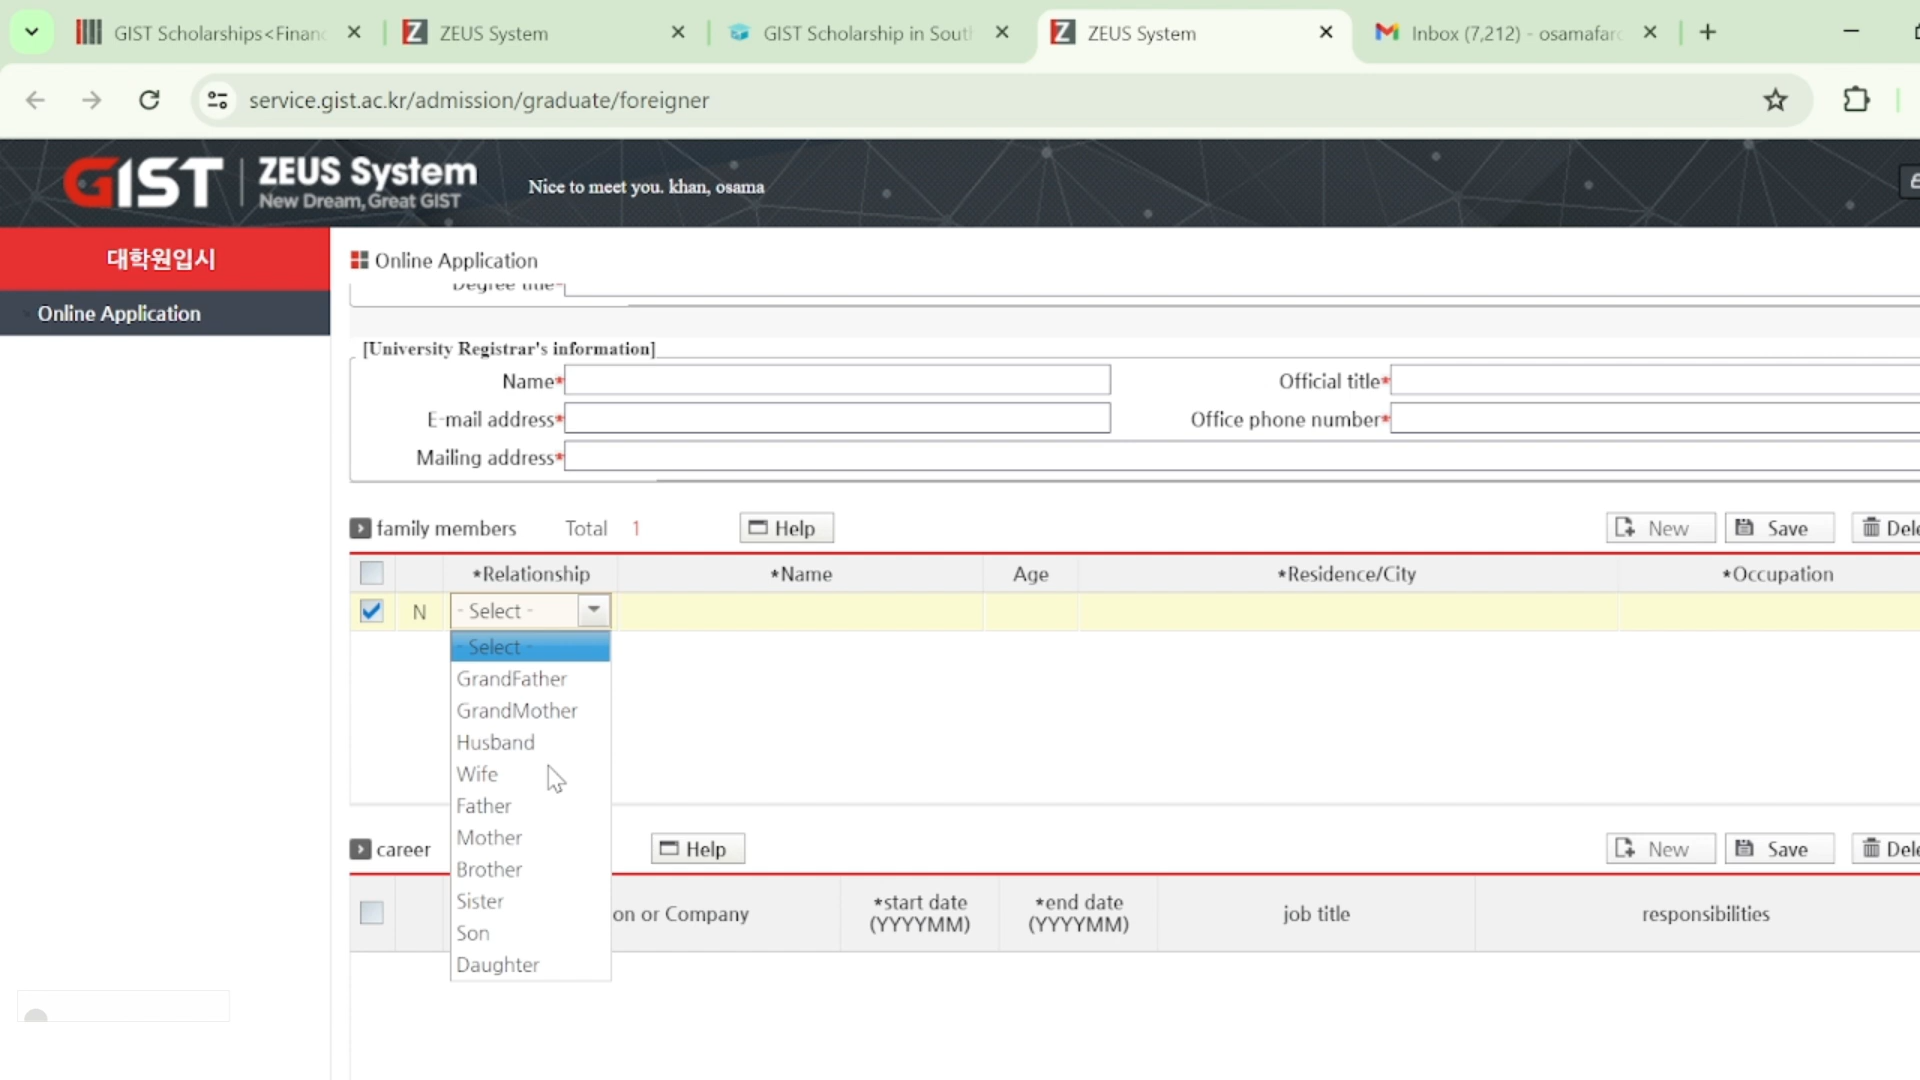 GIST Scholarships<Finan
ZEUS System
GIST Scholarship in Sout
ZEUS System
Inbox (7,212) - osamafar
service.gist.ac.kr/admission/graduate/foreigner
GIST ZEUS System
New Dream, Great GIST
Nice to meet you. khan, osama
대학원입시
Online Application
Online Application
Degree title*
[University Registrar's information]
Name* Official title*
E-mail address* Office phone number*
Mailing address*
family members Total 1 Help New Save Dele
*Relationship *Name Age *Residence/City *Occupation
N - Select -
- Select -
GrandFather
GrandMother
Husband
Wife
Father
Mother
Brother
Sister
Son
Daughter
career Help New Save Dele
on or Company *start date (YYYYMM) *end date (YYYYMM) job title responsibilities